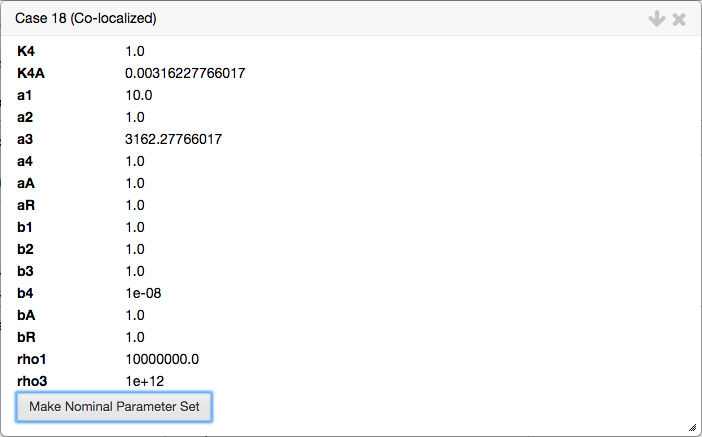 Case 18 (Co-localized)
K4 1.0
K4A 0.00316227766017
a1 10.0
a2 1.0
a3 3162.27766017
a4 1.0
aA 1.0
aR 1.0
b1 1.0
b2 1.0
b3 1.0
b4 1e-08
bA 1.0
bR 1.0
rho1 10000000.0
rho3 1e+12
Make Nominal Parameter Set